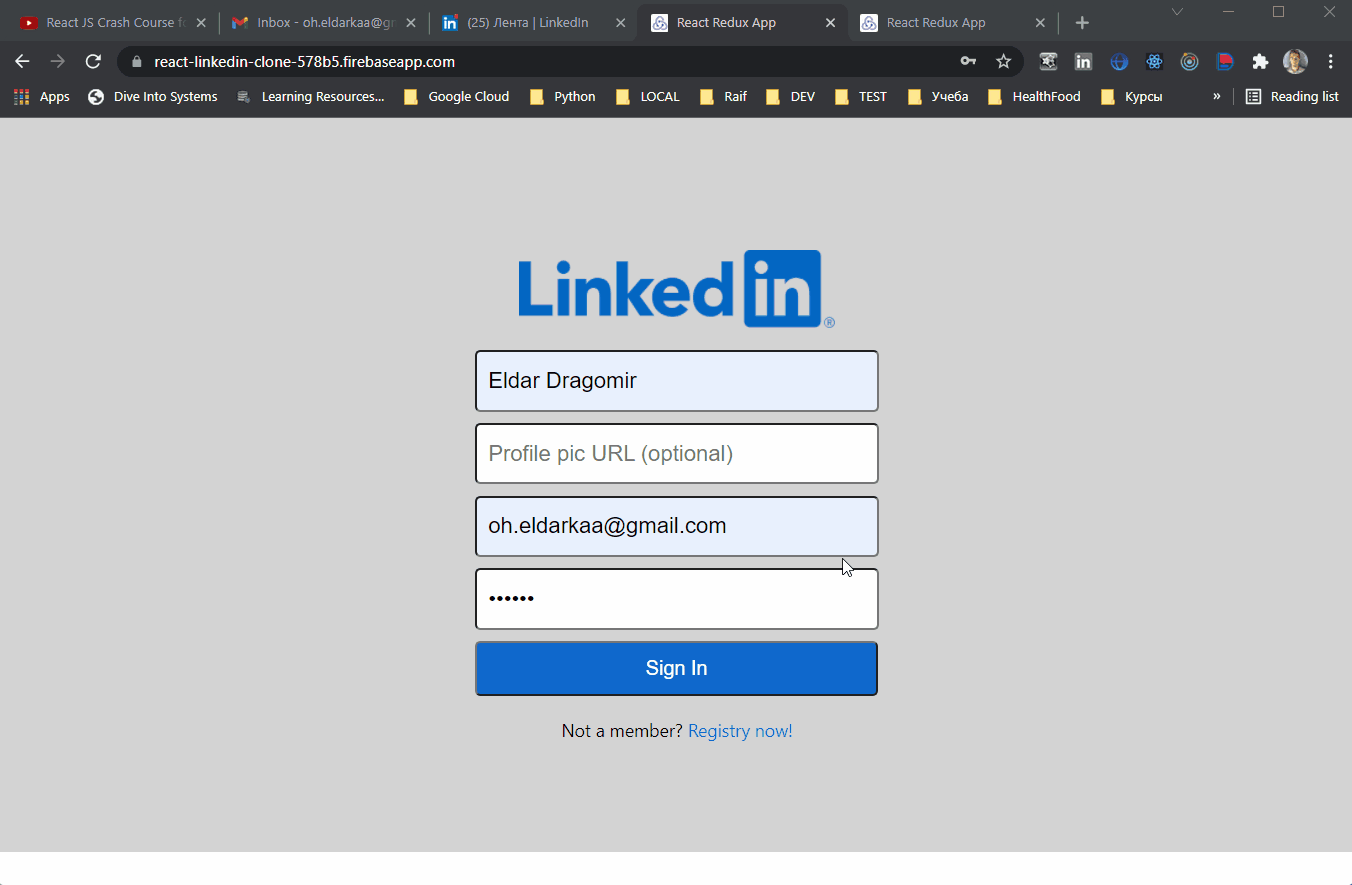 React JS Crash Course fo
Inbox - oh.eldarkaa@gm
(25) Лента | LinkedIn
React Redux App
React Redux App
react-linkedin-clone-578b5.firebaseapp.com
Apps
Dive Into Systems
Learning Resources...
Google Cloud
Python
LOCAL
Raif
DEV
TEST
Учеба
HealthFood
Курсы
»
Reading list
Linked in ®
Eldar Dragomir
Profile pic URL (optional)
oh.eldarkaa@gmail.com
••••••
Sign In
Not a member? Registry now!